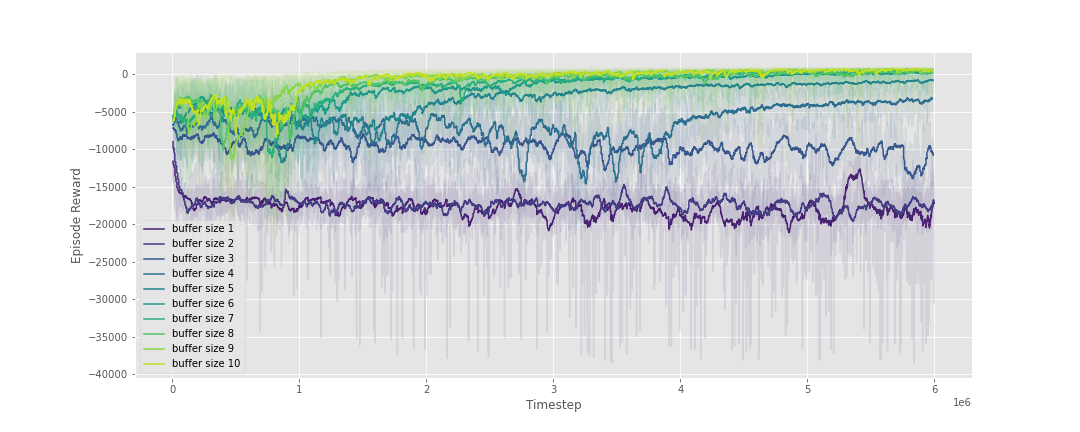 0
−5000
−10000
−15000
−20000
−25000
−30000
−35000
−40000
Episode Reward
buffer size 1
buffer size 2
buffer size 3
buffer size 4
buffer size 5
buffer size 6
buffer size 7
buffer size 8
buffer size 9
buffer size 10
0 1 2 3 4 5 6
1e6
Timestep